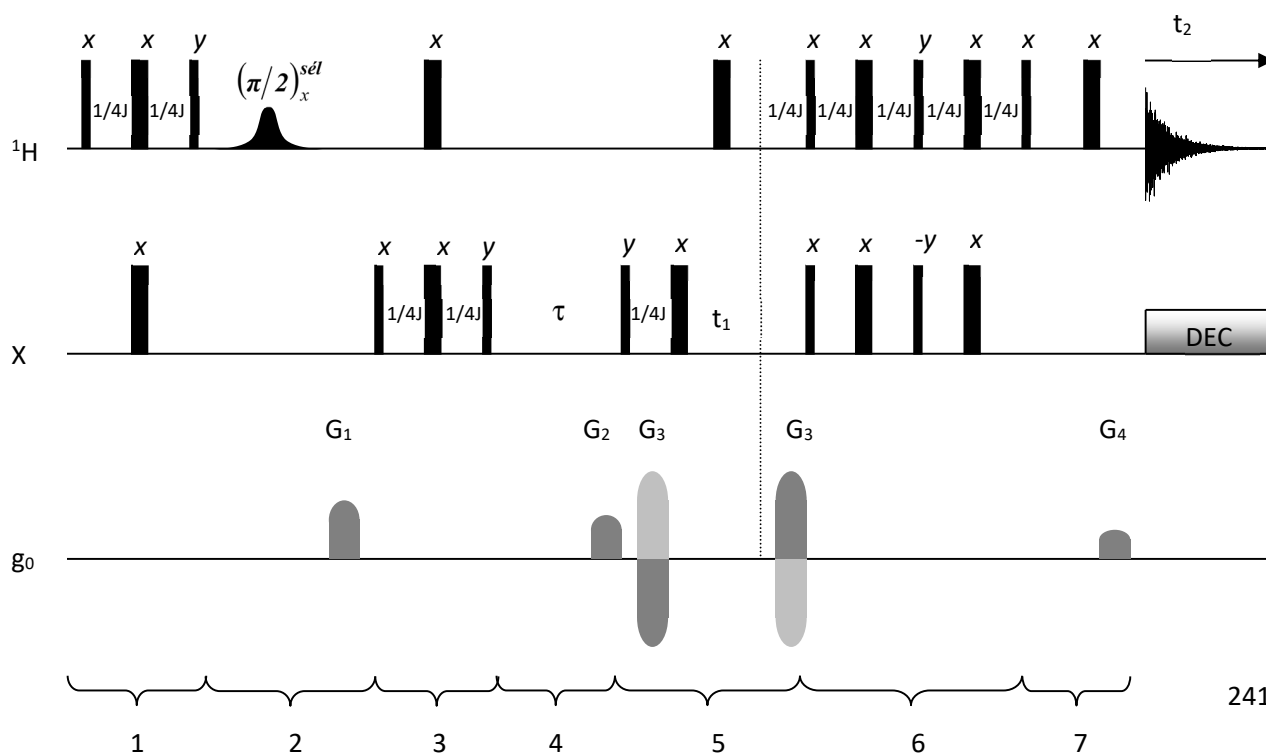 x x y x x x x y x x x t₂
(π/2)ₓˢᵉˡ
1/4J 1/4J 1/4J 1/4J 1/4J 1/4J 1/4J
¹H
x x x y y x x x -y x
1/4J 1/4J τ 1/4J t₁
X DEC
G₁ G₂ G₃ G₃ G₄
g₀
1 2 3 4 5 6 7 241